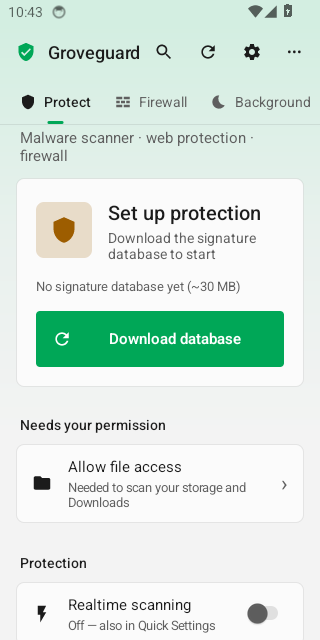 10:43
Groveguard
Protect
Firewall
Background
Malware scanner · web protection ·
firewall
Set up protection
Download the signature
database to start
No signature database yet (~30 MB)
Download database
Needs your permission
Allow file access
Needed to scan your storage and
Downloads
Protection
Realtime scanning
Off — also in Quick Settings